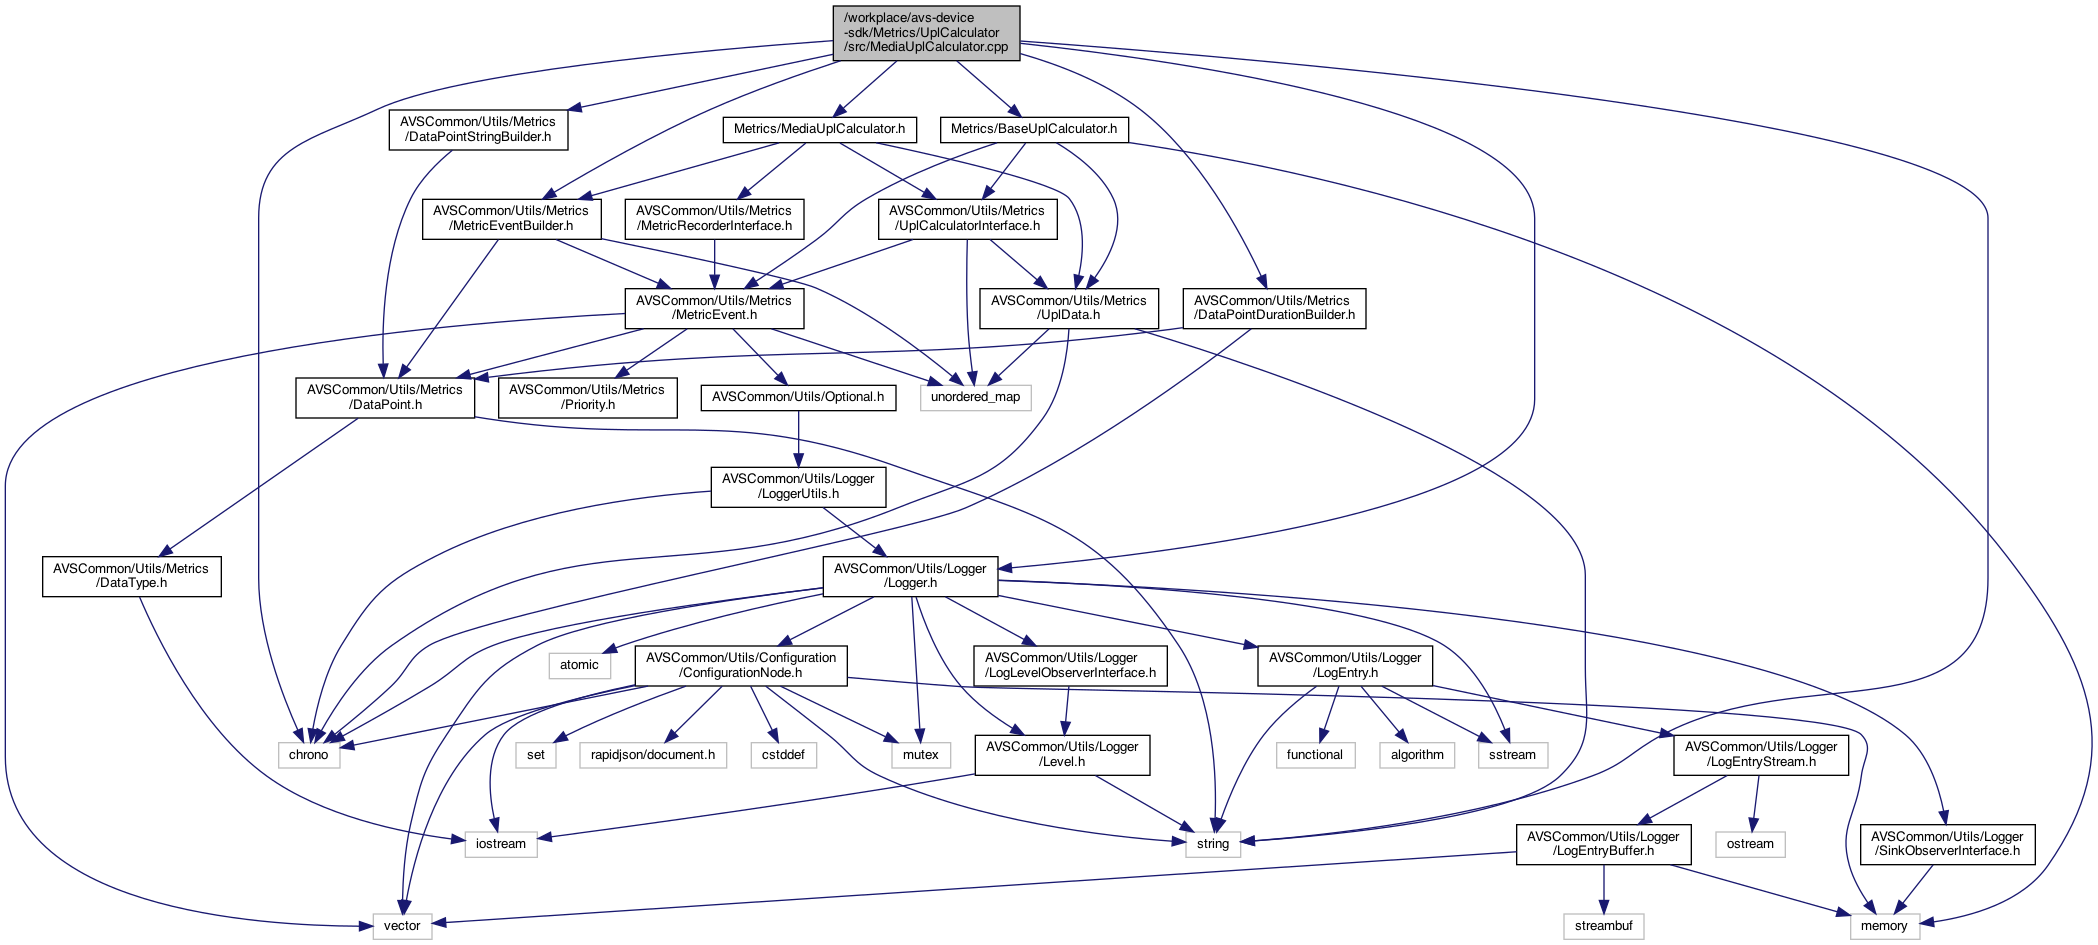 /workplace/avs-device
-sdk/Metrics/UplCalculator
/src/MediaUplCalculator.cpp
AVSCommon/Utils/Metrics
/DataPointStringBuilder.h
Metrics/MediaUplCalculator.h
Metrics/BaseUplCalculator.h
AVSCommon/Utils/Metrics
/MetricEventBuilder.h
AVSCommon/Utils/Metrics
/MetricRecorderInterface.h
AVSCommon/Utils/Metrics
/UplCalculatorInterface.h
AVSCommon/Utils/Metrics
/MetricEvent.h
AVSCommon/Utils/Metrics
/UplData.h
AVSCommon/Utils/Metrics
/DataPointDurationBuilder.h
AVSCommon/Utils/Metrics
/DataPoint.h
AVSCommon/Utils/Metrics
/Priority.h
AVSCommon/Utils/Optional.h
unordered_map
AVSCommon/Utils/Logger
/LoggerUtils.h
AVSCommon/Utils/Metrics
/DataType.h
AVSCommon/Utils/Logger
/Logger.h
atomic
AVSCommon/Utils/Configuration
/ConfigurationNode.h
AVSCommon/Utils/Logger
/LogLevelObserverInterface.h
AVSCommon/Utils/Logger
/LogEntry.h
chrono
set
rapidjson/document.h
cstddef
mutex
AVSCommon/Utils/Logger
/Level.h
functional
algorithm
sstream
AVSCommon/Utils/Logger
/LogEntryStream.h
iostream
string
AVSCommon/Utils/Logger
/LogEntryBuffer.h
ostream
AVSCommon/Utils/Logger
/SinkObserverInterface.h
vector
streambuf
memory